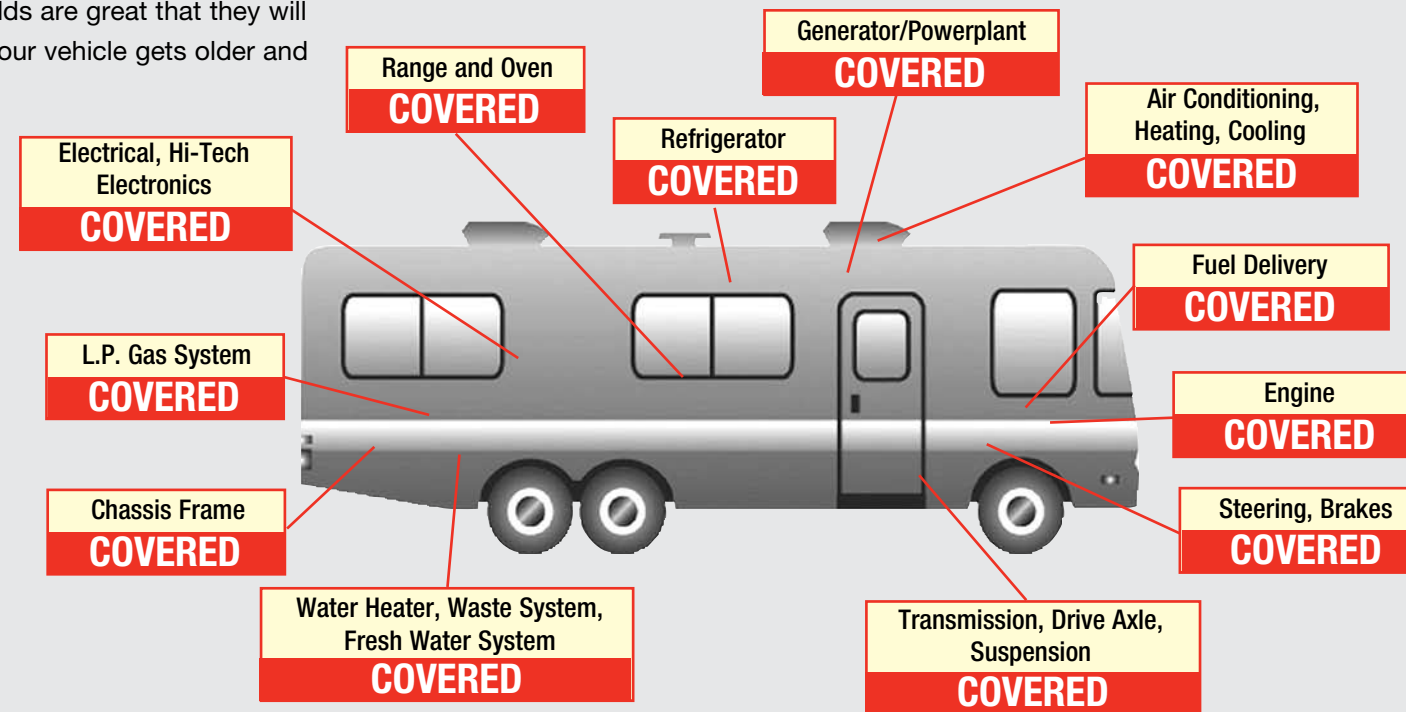 lds are great that they will
our vehicle gets older and
Generator/Powerplant
COVERED
Range and Oven
COVERED
Air Conditioning,
Heating, Cooling
COVERED
Refrigerator
COVERED
Electrical, Hi-Tech
Electronics
COVERED
Fuel Delivery
COVERED
L.P. Gas System
COVERED
Engine
COVERED
Chassis Frame
COVERED
Steering, Brakes
COVERED
Water Heater, Waste System,
Fresh Water System
COVERED
Transmission, Drive Axle,
Suspension
COVERED